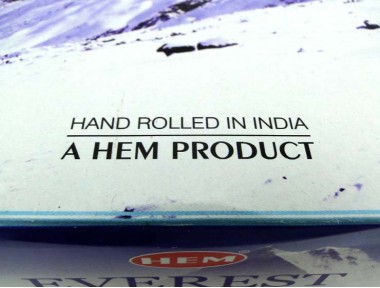 HAND ROLLED IN INDIA
A HEM PRODUCT
HEM
EVEREST